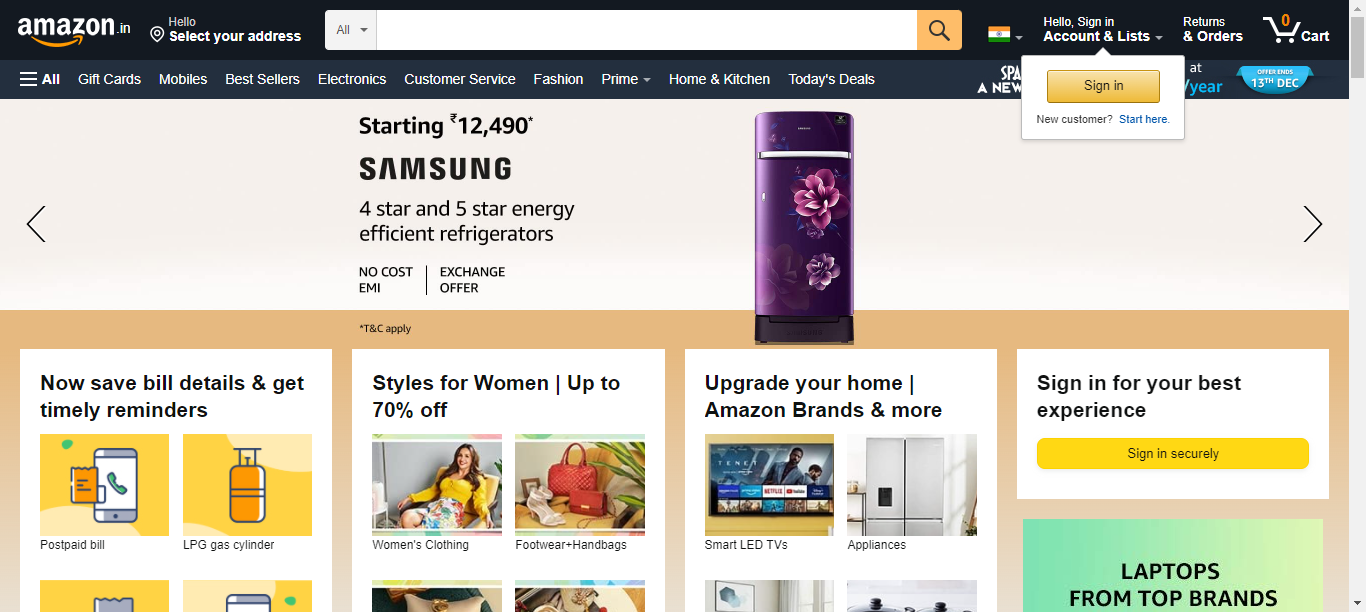 amazon.in
Hello
Select your address
All
Hello, Sign in
Account & Lists
Returns
& Orders
0
Cart
All
Gift Cards
Mobiles
Best Sellers
Electronics
Customer Service
Fashion
Prime
Home & Kitchen
Today's Deals
A NEW
at
/year
OFFER ENDS
13TH DEC
Sign in
New customer? Start here.
Starting ₹12,490*
SAMSUNG
4 star and 5 star energy
efficient refrigerators
NO COST
EMI
EXCHANGE
OFFER
*T&C apply
Now save bill details & get
timely reminders
Postpaid bill
LPG gas cylinder
Styles for Women | Up to
70% off
Women's Clothing
Footwear+Handbags
Upgrade your home |
Amazon Brands & more
TENET
NETFLIX
YouTube
Smart LED TVs
Appliances
Sign in for your best
experience
Sign in securely
LAPTOPS
FROM TOP BRANDS